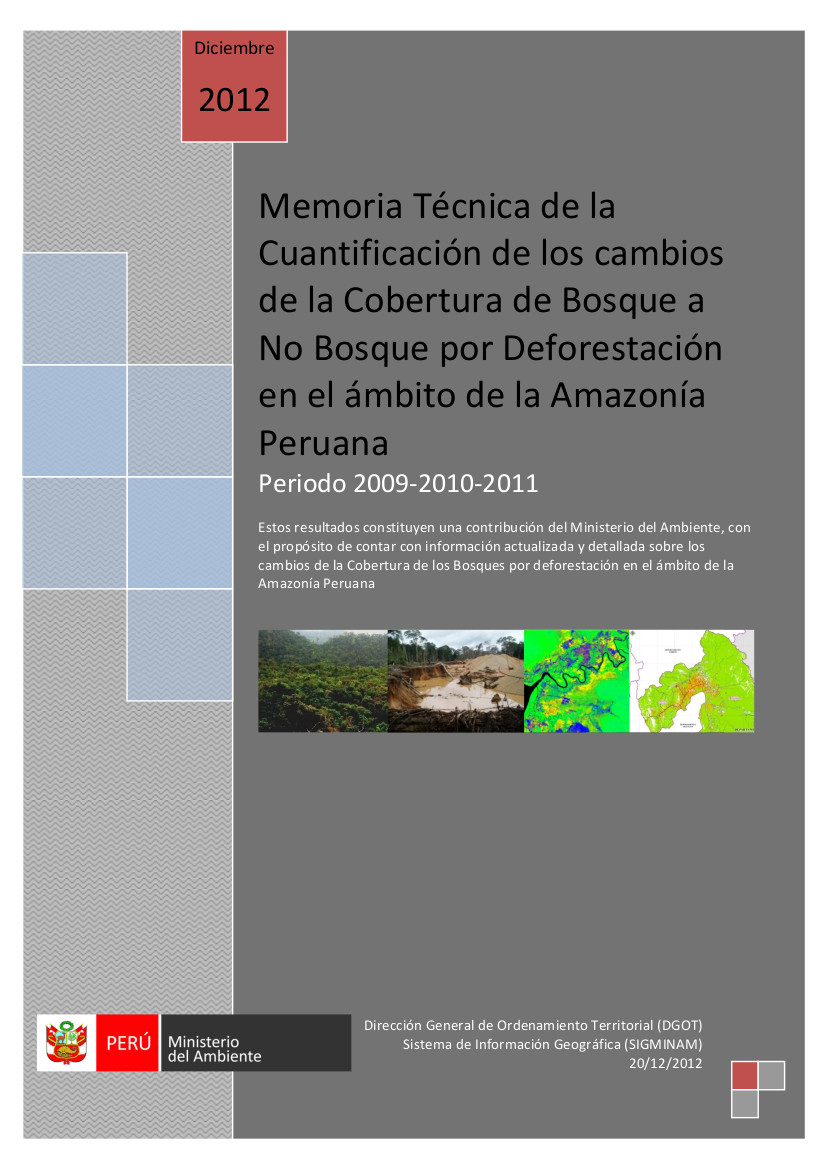 Diciembre
2012
Memoria Técnica de la
Cuantificación de los cambios
de la Cobertura de Bosque a
No Bosque por Deforestación
en el ámbito de la Amazonía
Peruana
Periodo 2009-2010-2011
Estos resultados constituyen una contribución del Ministerio del Ambiente, con
el propósito de contar con información actualizada y detallada sobre los
cambios de la Cobertura de los Bosques por deforestación en el ámbito de la
Amazonía Peruana
PERÚ
Ministerio
del Ambiente
Dirección General de Ordenamiento Territorial (DGOT)
Sistema de Información Geográfica (SIGMINAM)
20/12/2012